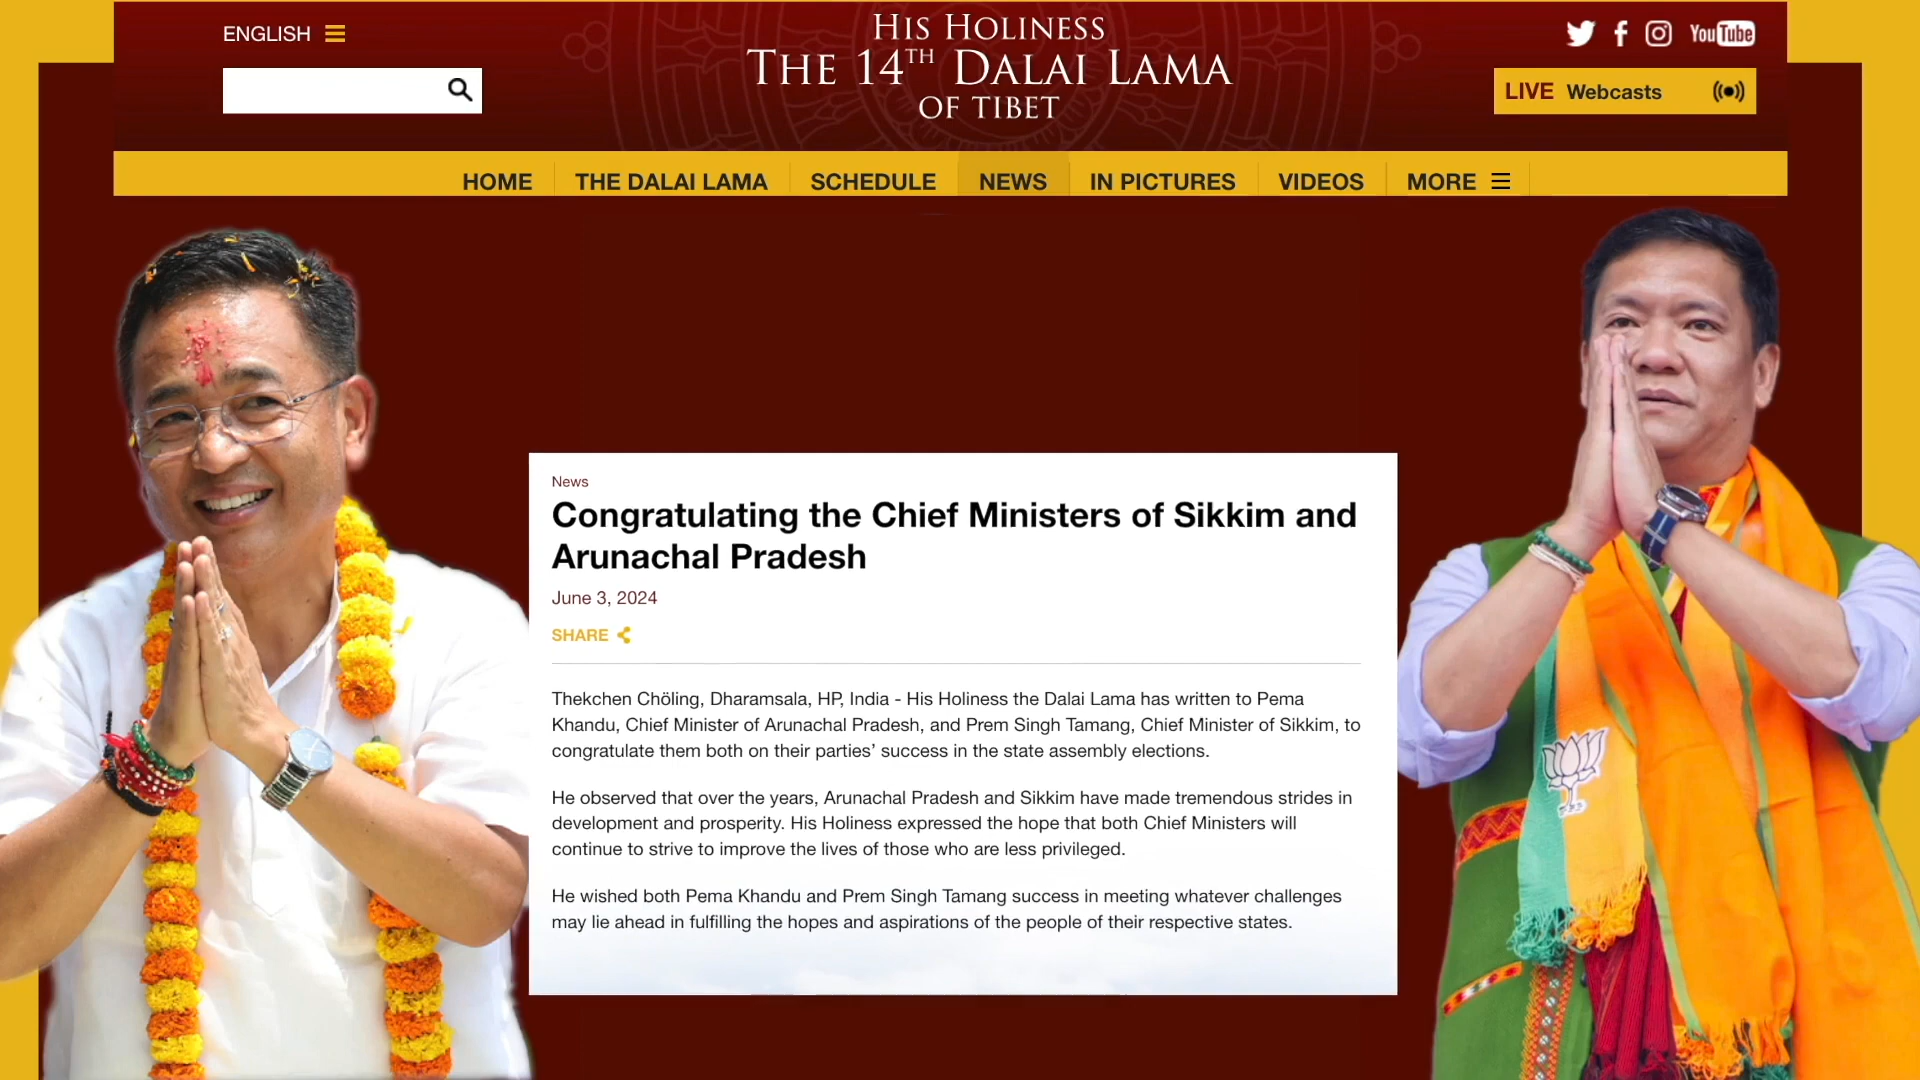 ENGLISH
HIS HOLINESS
THE 14TH DALAI LAMA
OF TIBET
YouTube
LIVE Webcasts
HOME THE DALAI LAMA SCHEDULE NEWS IN PICTURES VIDEOS MORE
News
Congratulating the Chief Ministers of Sikkim and
Arunachal Pradesh
June 3, 2024
SHARE
Thekchen Chöling, Dharamsala, HP, India - His Holiness the Dalai Lama has written to Pema
Khandu, Chief Minister of Arunachal Pradesh, and Prem Singh Tamang, Chief Minister of Sikkim, to
congratulate them both on their parties’ success in the state assembly elections.
He observed that over the years, Arunachal Pradesh and Sikkim have made tremendous strides in
development and prosperity. His Holiness expressed the hope that both Chief Ministers will
continue to strive to improve the lives of those who are less privileged.
He wished both Pema Khandu and Prem Singh Tamang success in meeting whatever challenges
may lie ahead in fulfilling the hopes and aspirations of the people of their respective states.